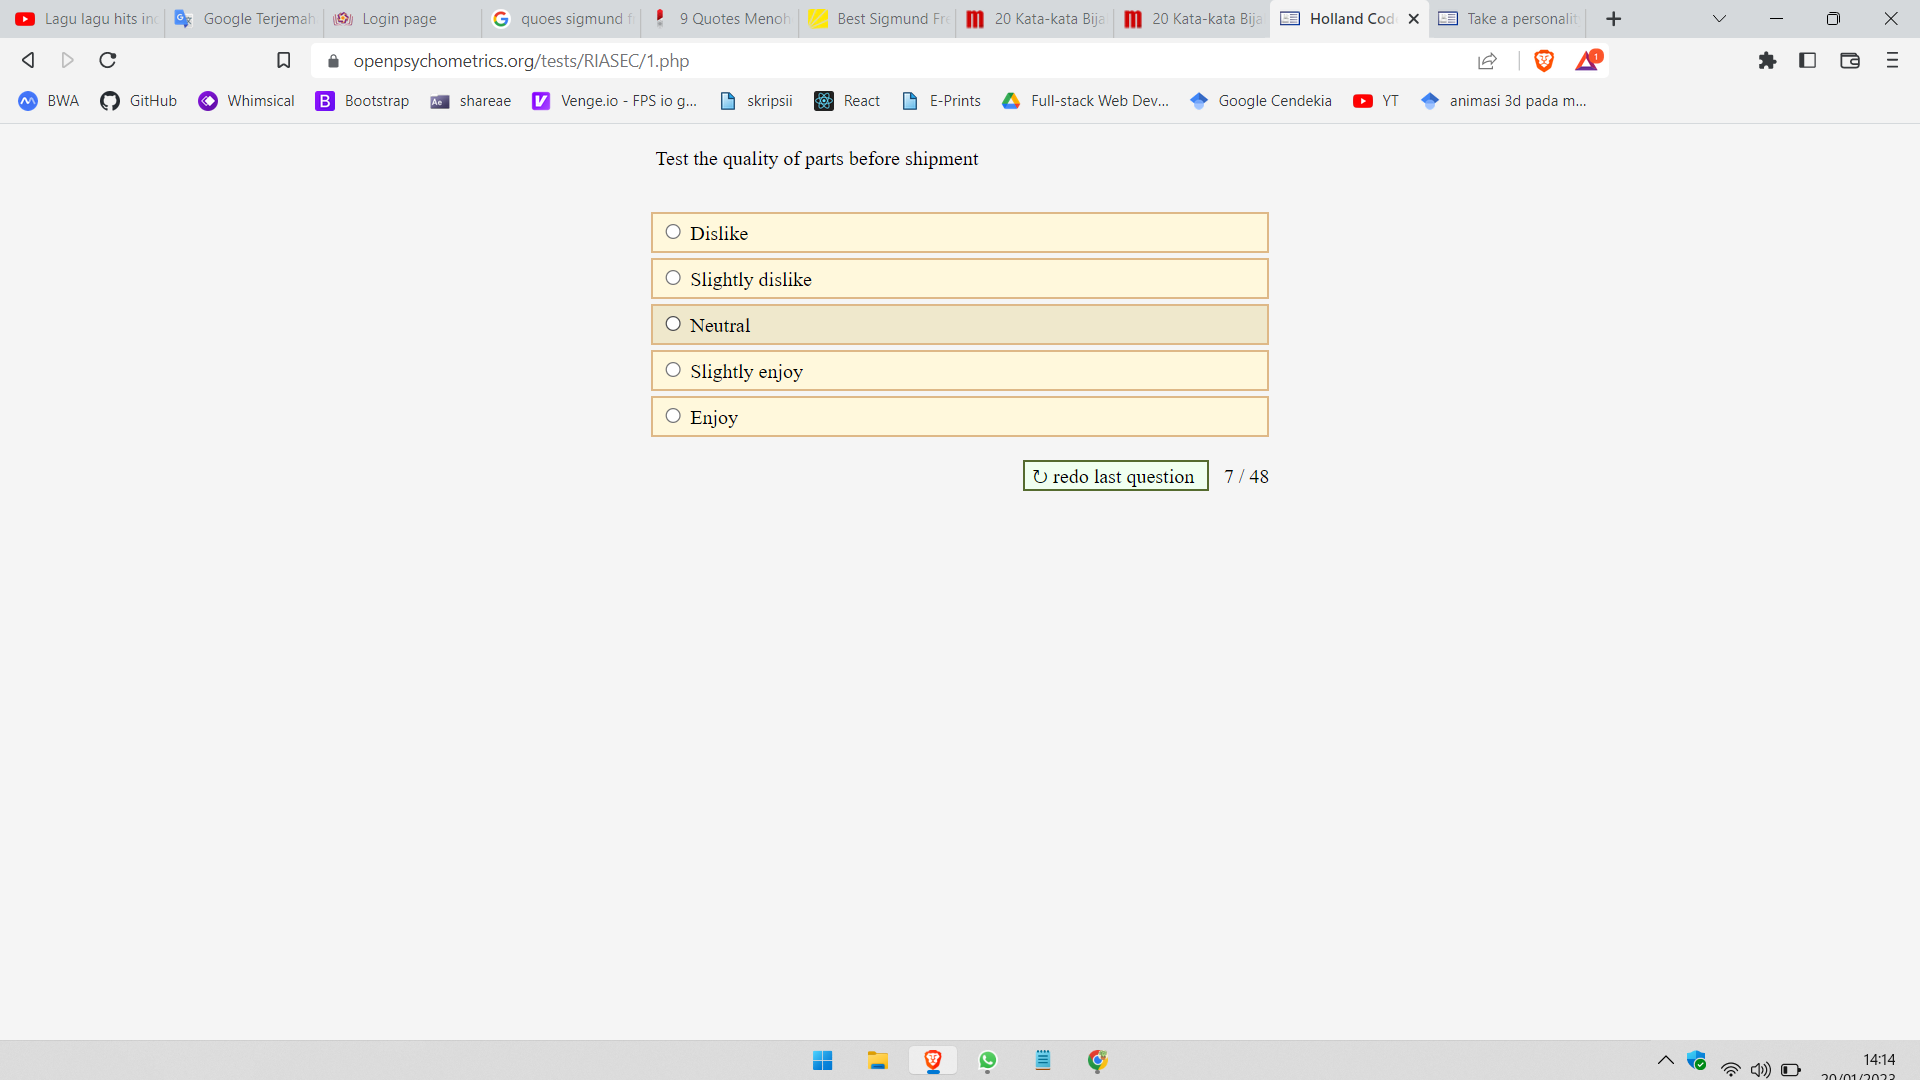 Lagu lagu hits in
Google Terjemah
Login page
quoes sigmund f
9 Quotes Menoh
Best Sigmund Fre
20 Kata-kata Bija
20 Kata-kata Bija
Holland Cod
Take a personalit
openpsychometrics.org/tests/RIASEC/1.php
1
BWA
GitHub
Whimsical
Bootstrap
shareae
Venge.io - FPS io g...
skripsii
React
E-Prints
Full-stack Web Dev...
Google Cendekia
YT
animasi 3d pada m...
Test the quality of parts before shipment
Dislike
Slightly dislike
Neutral
Slightly enjoy
Enjoy
↻ redo last question
7 / 48
14:14
20/01/2023